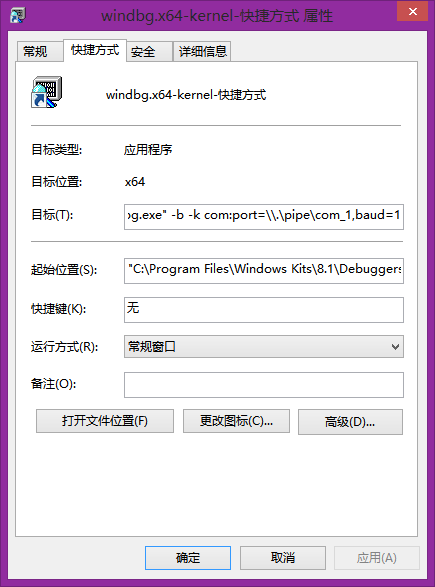 windbg.x64-kernel-快捷方式 属性
常规 快捷方式 安全 详细信息
windbg.x64-kernel-快捷方式
目标类型: 应用程序
目标位置: x64
目标(T): bg.exe" -b -k com:port=\\.\pipe\com_1,baud=1
起始位置(S): "C:\Program Files\Windows Kits\8.1\Debuggers
快捷键(K): 无
运行方式(R): 常规窗口
备注(O):
打开文件位置(F) 更改图标(C)... 高级(D)...
确定 取消 应用(A)